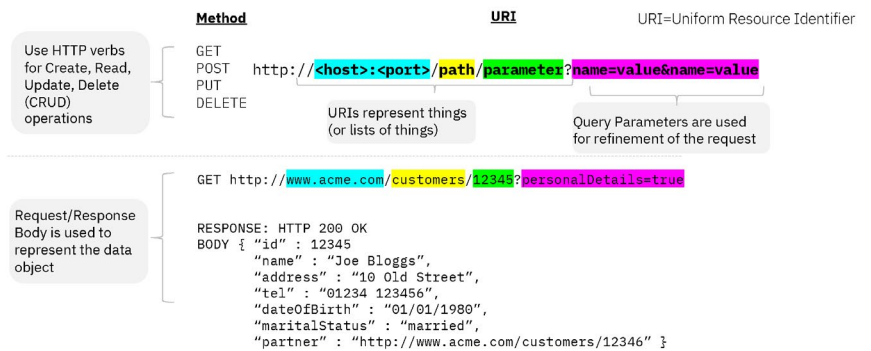 Method
URI
URI=Uniform Resource Identifier
Use HTTP verbs
for Create, Read,
Update, Delete
(CRUD)
operations
GET
POST
PUT
DELETE
http://<host>:<port>/path/parameter?name=value&name=value
URIs represent things
(or lists of things)
Query Parameters are used
for refinement of the request
GET http://www.acme.com/customers/12345?personalDetails=true
Request/Response
Body is used to
represent the data
object
RESPONSE: HTTP 200 OK
BODY { “id” : 12345
“name” : “Joe Bloggs”,
“address” : “10 Old Street”,
“tel” : “01234 123456”,
“dateOfBirth” : “01/01/1980”,
“maritalStatus” : “married”,
“partner” : “http://www.acme.com/customers/12346” }